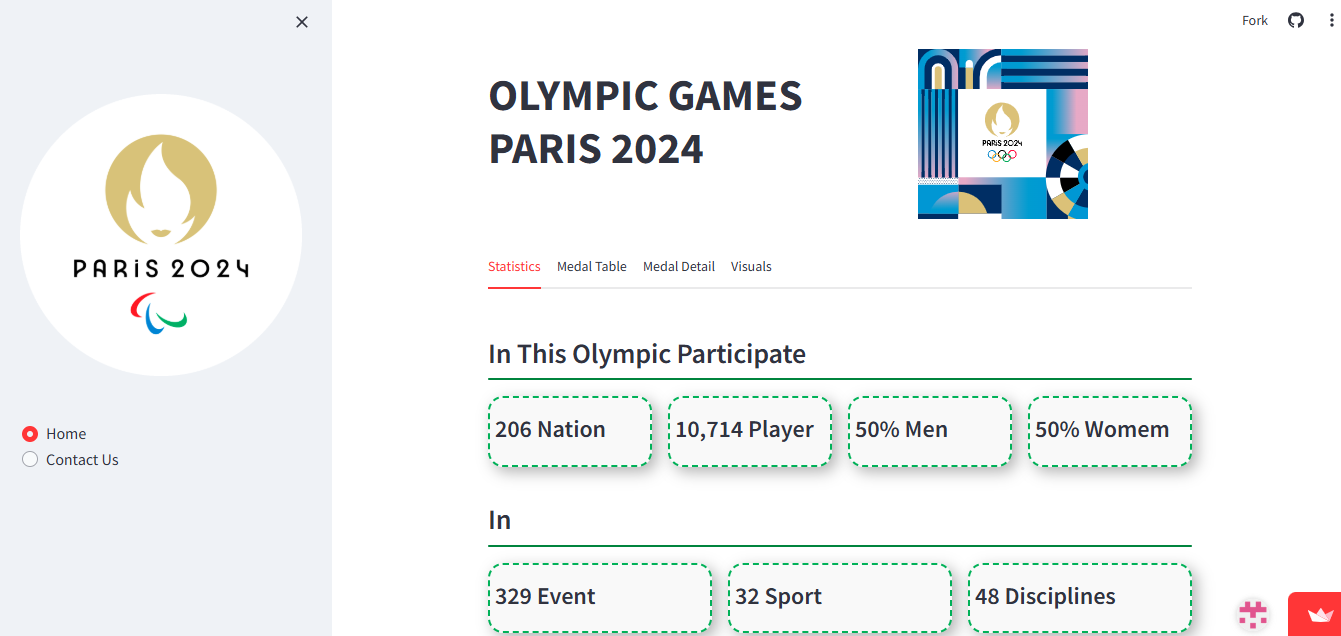 Fork
PARIS 2024
Home
Contact Us
OLYMPIC GAMES
PARIS 2024
PARIS 2024
Statistics Medal Table Medal Detail Visuals
In This Olympic Participate
206 Nation 10,714 Player 50% Men 50% Womem
In
329 Event 32 Sport 48 Disciplines